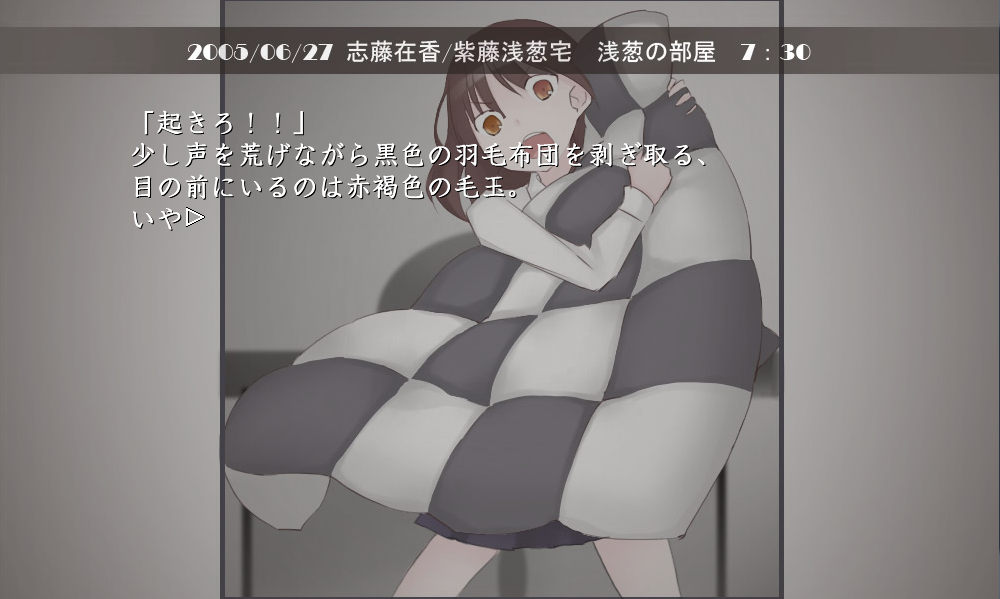 2005/06/27 志藤在香/紫藤浅葱宅　浅葱の部屋　7：30
「起きろ！！」
少し声を荒げながら黒色の羽毛布団を剥ぎ取る、
目の前にいるのは赤褐色の毛玉。
いや▷